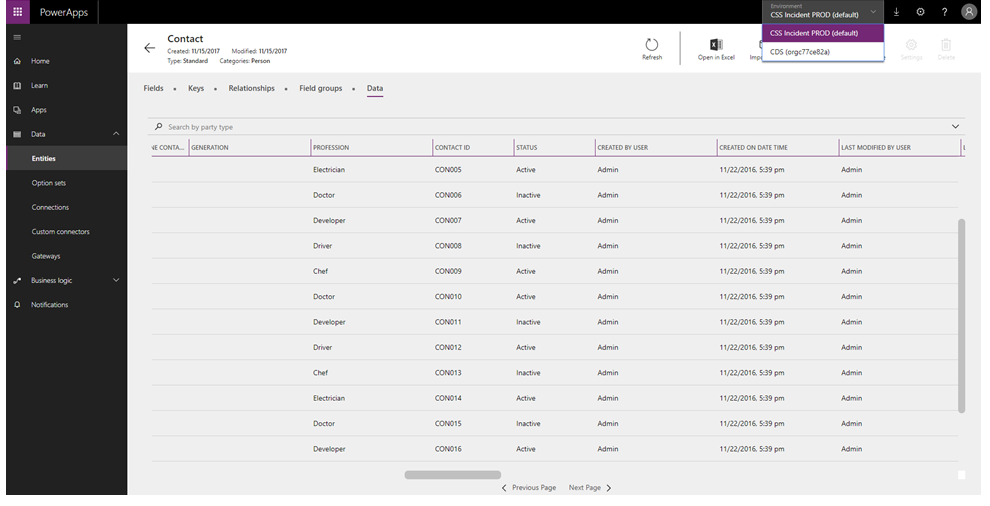 PowerApps
Environment
CSS Incident PROD (default)
CSS Incident PROD (default)
CDS (orgc77ce82a)
Home
Learn
Apps
Data
Entities
Option sets
Connections
Custom connectors
Gateways
Business logic
Notifications
Contact
Created: 11/15/2017 Modified: 11/15/2017
Type: Standard Categories: Person
Refresh Open in Excel Settings Delete
Fields Keys Relationships Field groups Data
Search by party type
NE CONTA... GENERATION PROFESSION CONTACT ID STATUS CREATED BY USER CREATED ON DATE TIME LAST MODIFIED BY USER
Electrician CON005 Active Admin 11/22/2016, 5:39 pm Admin
Doctor CON006 Inactive Admin 11/22/2016, 5:39 pm Admin
Developer CON007 Active Admin 11/22/2016, 5:39 pm Admin
Driver CON008 Inactive Admin 11/22/2016, 5:39 pm Admin
Chef CON009 Active Admin 11/22/2016, 5:39 pm Admin
Doctor CON010 Active Admin 11/22/2016, 5:39 pm Admin
Developer CON011 Inactive Admin 11/22/2016, 5:39 pm Admin
Driver CON012 Active Admin 11/22/2016, 5:39 pm Admin
Chef CON013 Inactive Admin 11/22/2016, 5:39 pm Admin
Electrician CON014 Active Admin 11/22/2016, 5:39 pm Admin
Doctor CON015 Inactive Admin 11/22/2016, 5:39 pm Admin
Developer CON016 Active Admin 11/22/2016, 5:39 pm Admin
Previous Page Next Page